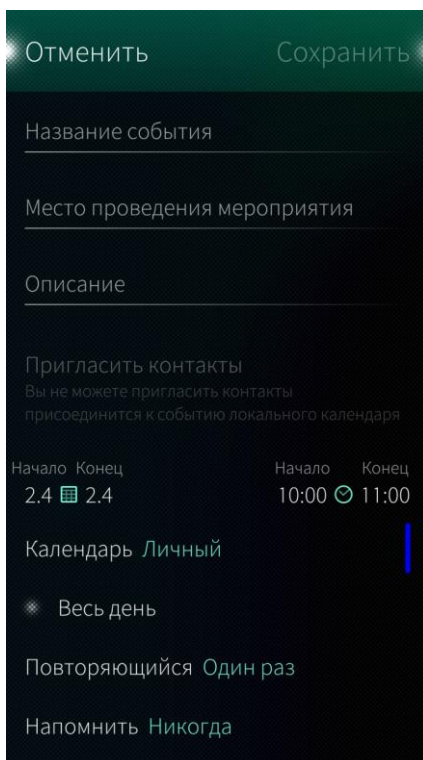 Отменить Сохранить
Название события
Место проведения мероприятия
Описание
Пригласить контакты
Вы не можете пригласить контакты
присоединится к событию локального календаря
Начало Конец Начало Конец
2.4 2.4 10:00 11:00
Календарь Личный
Весь день
Повторяющийся Один раз
Напомнить Никогда